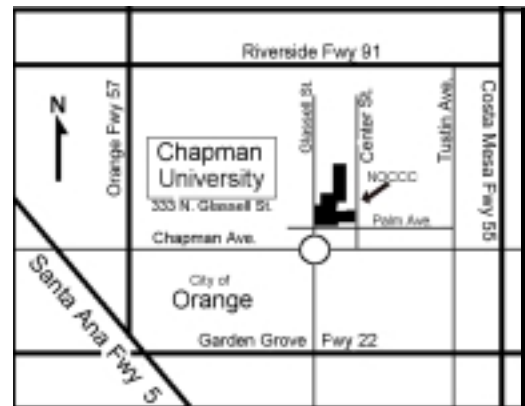 Riverside Fwy 91
N
Orange Fwy 57
Glassell St.
Center St.
Tustin Ave.
Costa Mesa Fwy 55
Chapman
University
333 N. Glassell St.
NOCCC
Palm Ave.
Chapman Ave.
City of
Orange
Santa Ana Fwy 5
Garden Grove Fwy 22